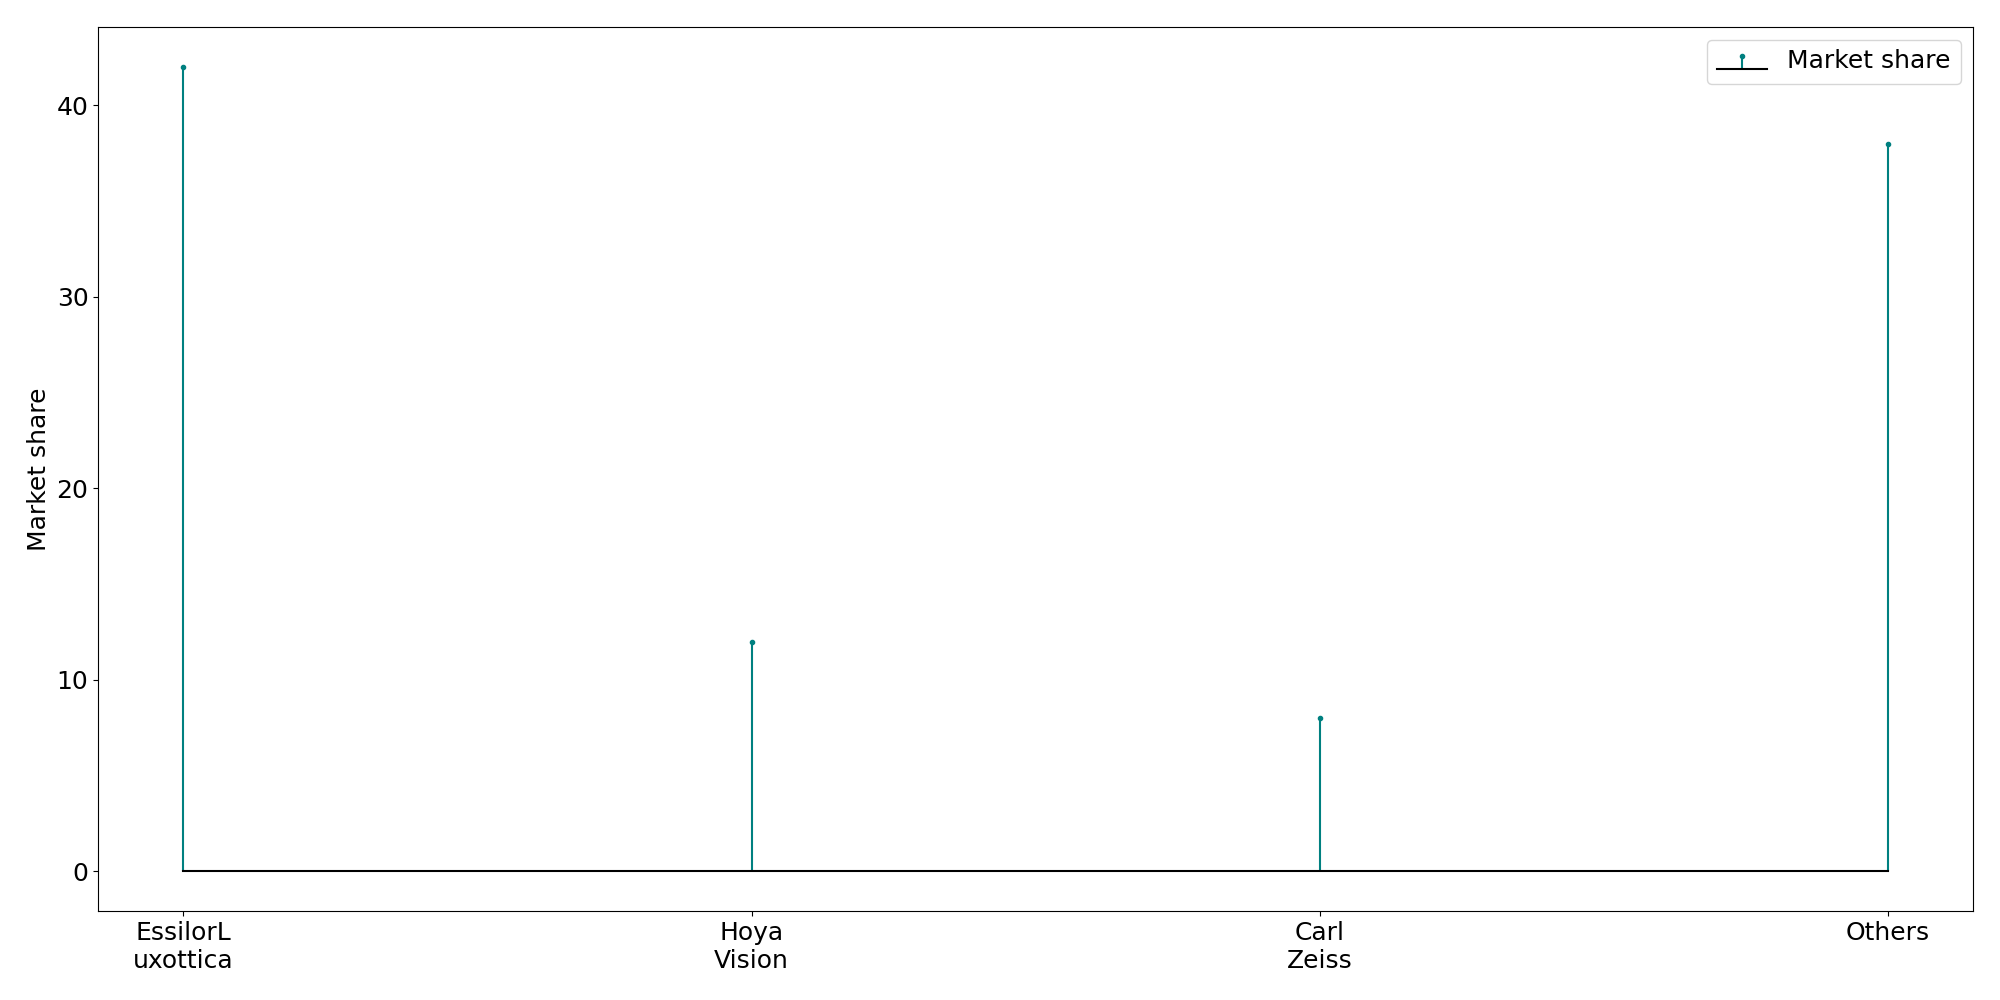 Market share
40
30
20
10
0
Market share
EssilorL
uxottica
Hoya
Vision
Carl
Zeiss
Others